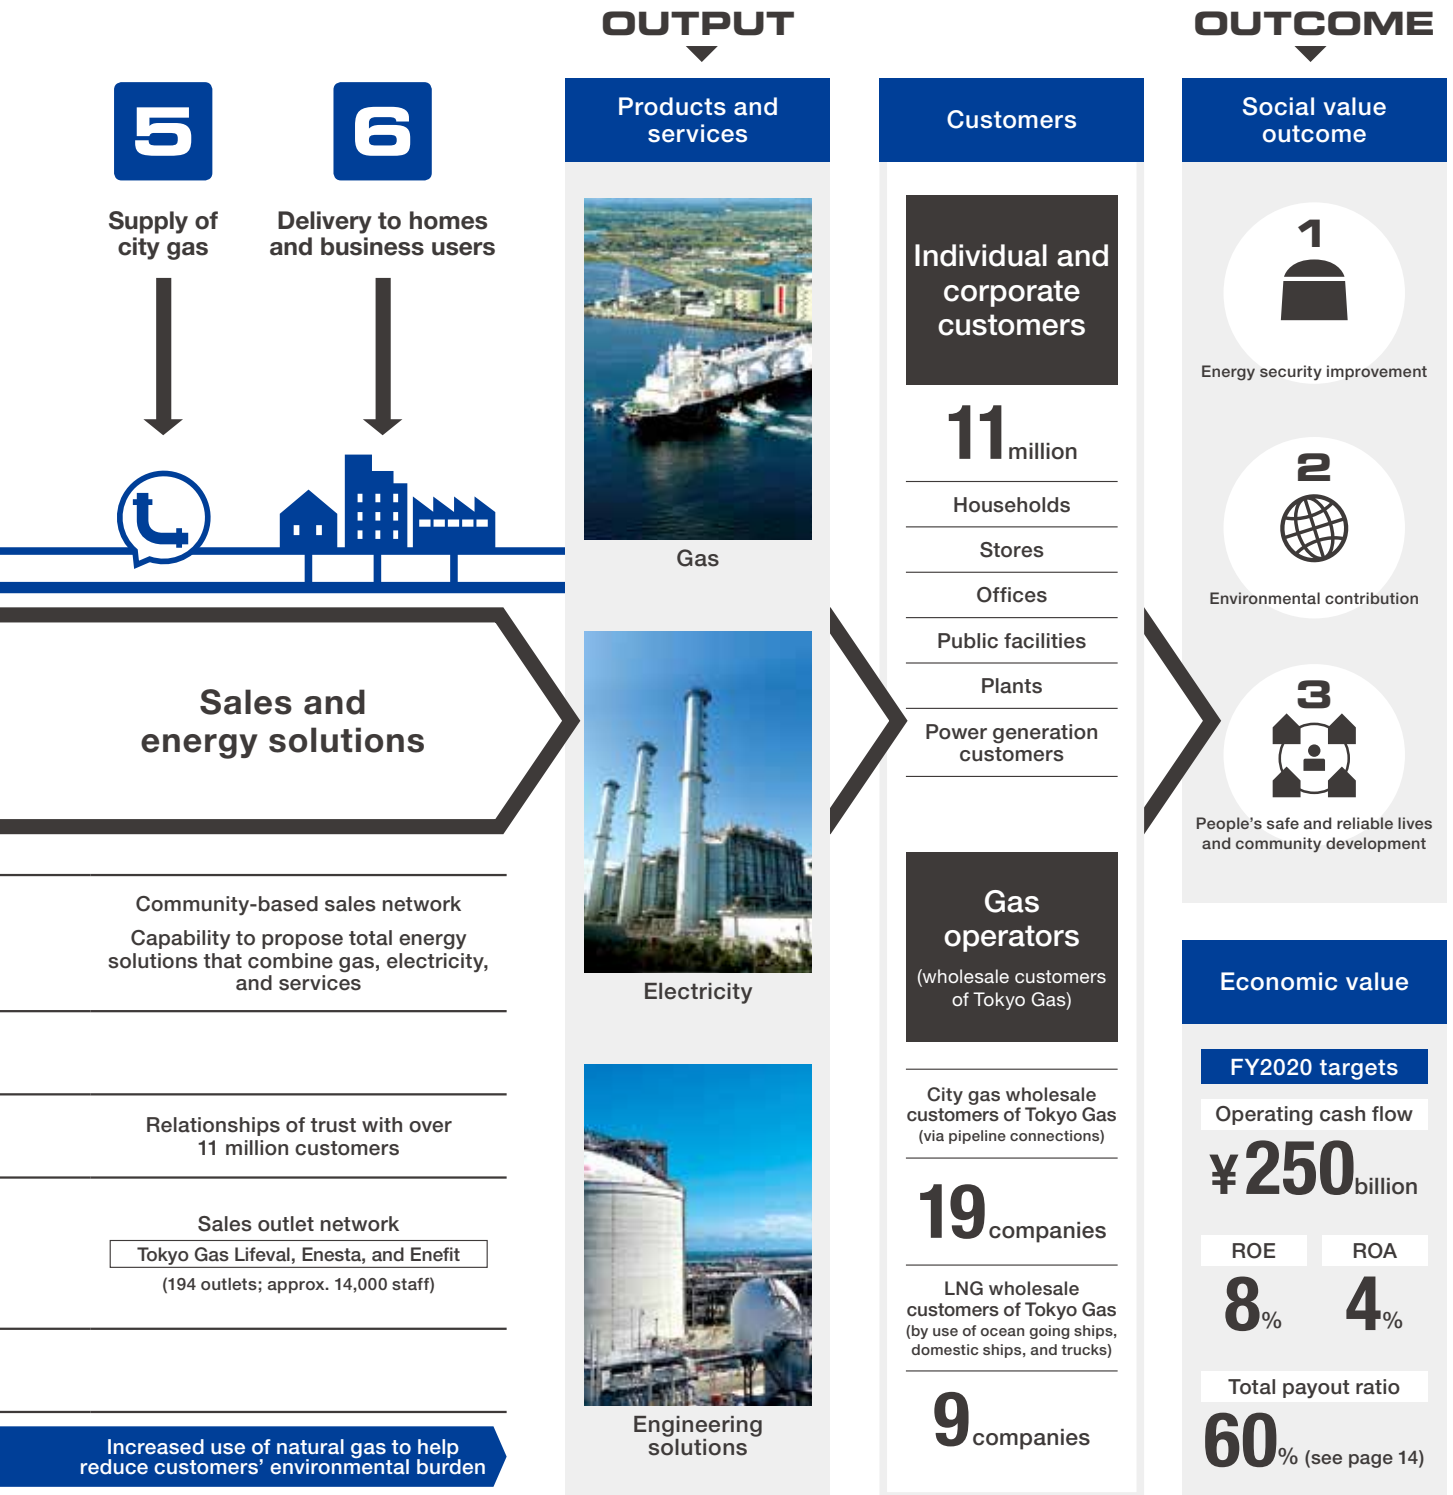 OUTPUT
OUTCOME
5
Supply of
city gas
6
Delivery to homes
and business users
Sales and
energy solutions
Community-based sales network
Capability to propose total energy
solutions that combine gas, electricity,
and services
Relationships of trust with over
11 million customers
Sales outlet network
Tokyo Gas Lifeval, Enesta, and Enefit
(194 outlets; approx. 14,000 staff)
Increased use of natural gas to help
reduce customers’ environmental burden
Products and
services
Gas
Electricity
Engineering
solutions
Customers
Individual and
corporate
customers
11 million
Households
Stores
Offices
Public facilities
Plants
Power generation
customers
Gas
operators
(wholesale customers
of Tokyo Gas)
City gas wholesale
customers of Tokyo Gas
(via pipeline connections)
19 companies
LNG wholesale
customers of Tokyo Gas
(by use of ocean going ships,
domestic ships, and trucks)
9 companies
Social value
outcome
1
Energy security improvement
2
Environmental contribution
3
People’s safe and reliable lives
and community development
Economic value
FY2020 targets
Operating cash flow
¥250 billion
ROE
8%
ROA
4%
Total payout ratio
60% (see page 14)